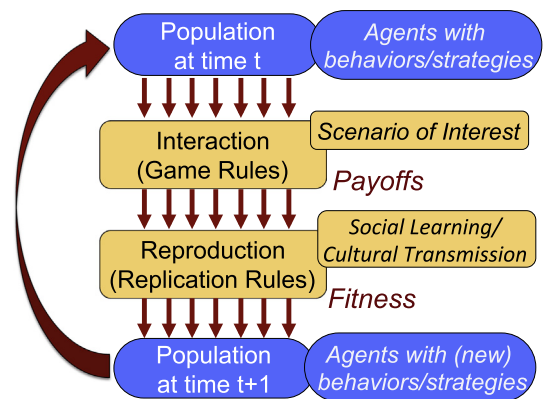 Population
at time t
Agents with
behaviors/strategies
Interaction
(Game Rules)
Scenario of Interest
Payoffs
Reproduction
(Replication Rules)
Social Learning/
Cultural Transmission
Fitness
Population
at time t+1
Agents with (new)
behaviors/strategies